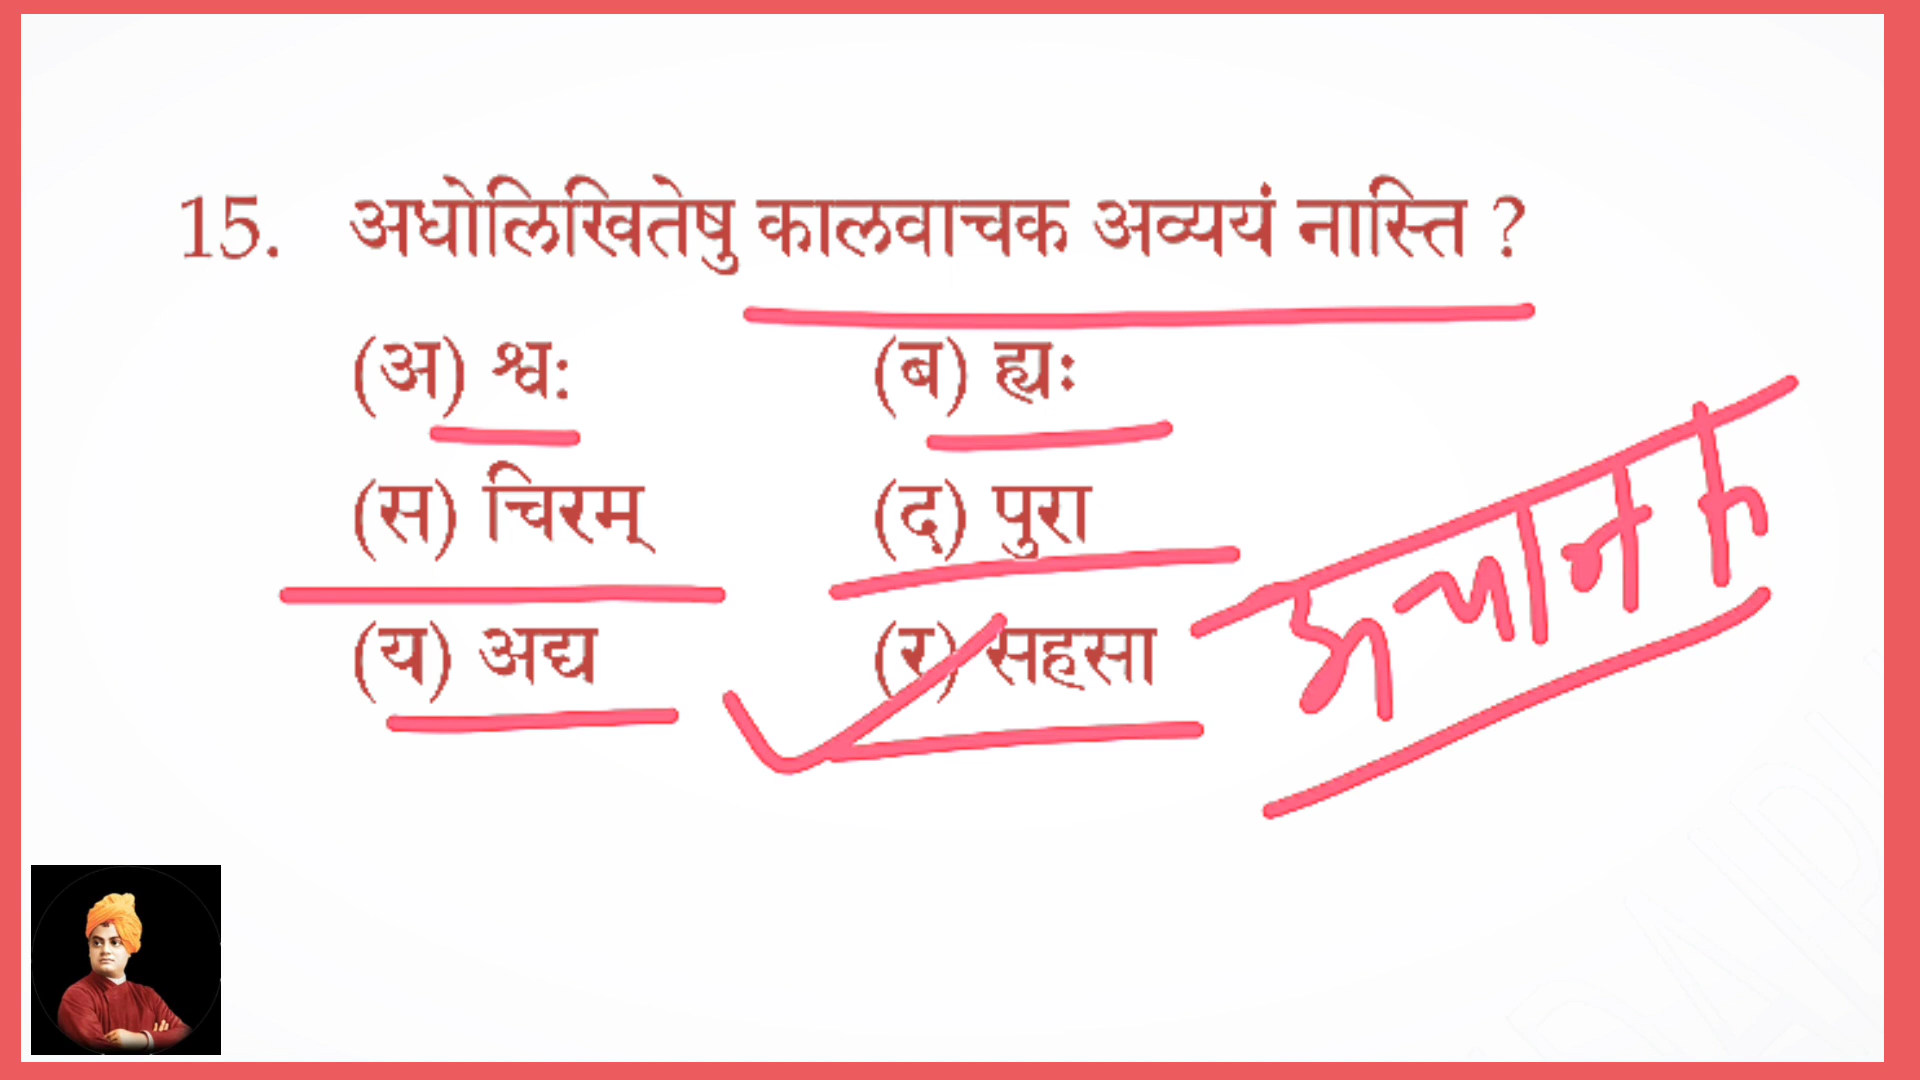 15. अधोलिखितेषु कालवाचक अव्ययं नास्ति ?
(अ) श्वः (ब) ह्यः
(स) चिरम् (द) पुरा
(य) अद्य (र) सहसा
अचानक